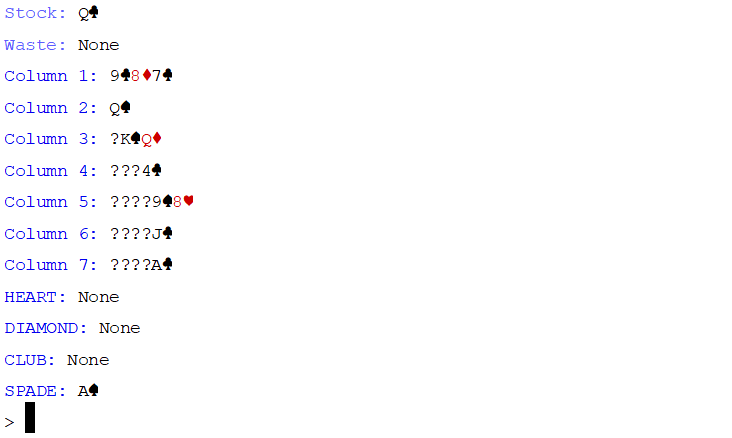 Stock: Q♣
Waste: None
Column 1: 9♠8♦7♣
Column 2: Q♠
Column 3: ?K♠Q♦
Column 4: ???4♣
Column 5: ????9♠8♥
Column 6: ????J♣
Column 7: ????A♣
HEART: None
DIAMOND: None
CLUB: None
SPADE: A♠
>